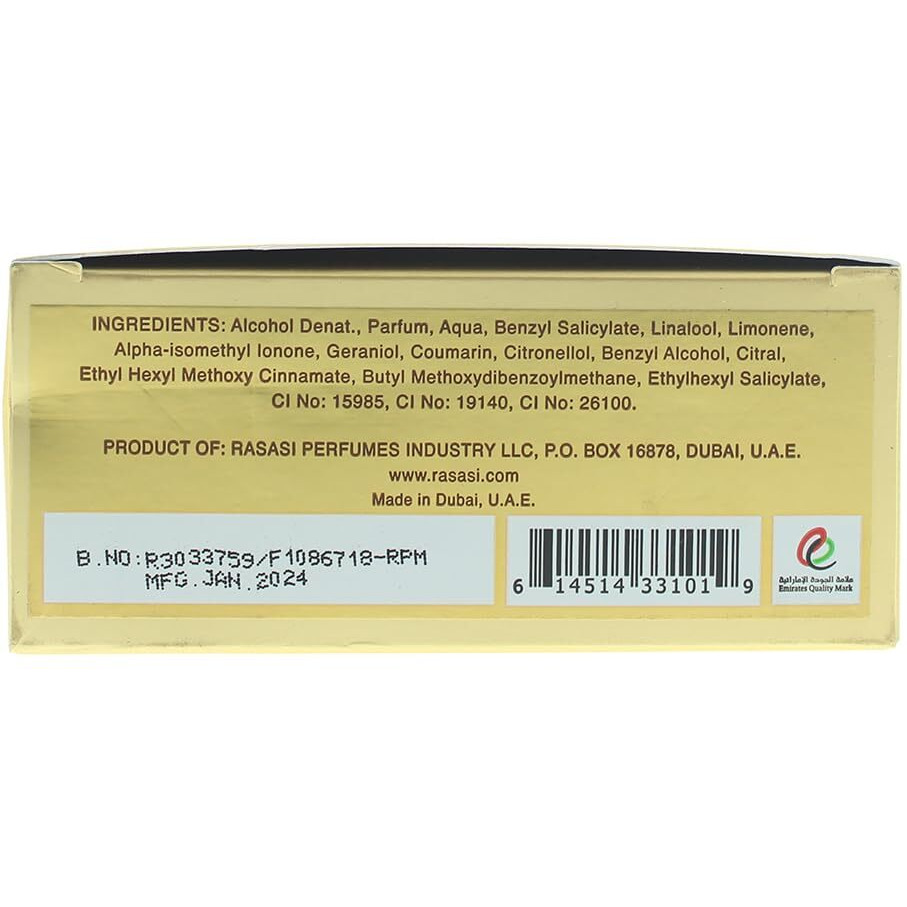 INGREDIENTS: Alcohol Denat., Parfum, Aqua, Benzyl Salicylate, Linalool, Limonene,
Alpha-isomethyl Ionone, Geraniol, Coumarin, Citronellol, Benzyl Alcohol, Citral,
Ethyl Hexyl Methoxy Cinnamate, Butyl Methoxydibenzoylmethane, Ethylhexyl Salicylate,
CI No: 15985, CI No: 19140, CI No: 26100.
PRODUCT OF: RASASI PERFUMES INDUSTRY LLC, P.O. BOX 16878, DUBAI, U.A.E.
www.rasasi.com
Made in Dubai, U.A.E.
B.NO:R3033759/F1086718-RPM
MFG.JAN.2024
6 14514 33101 9
علامة الجودة الإماراتية
Emirates Quality Mark